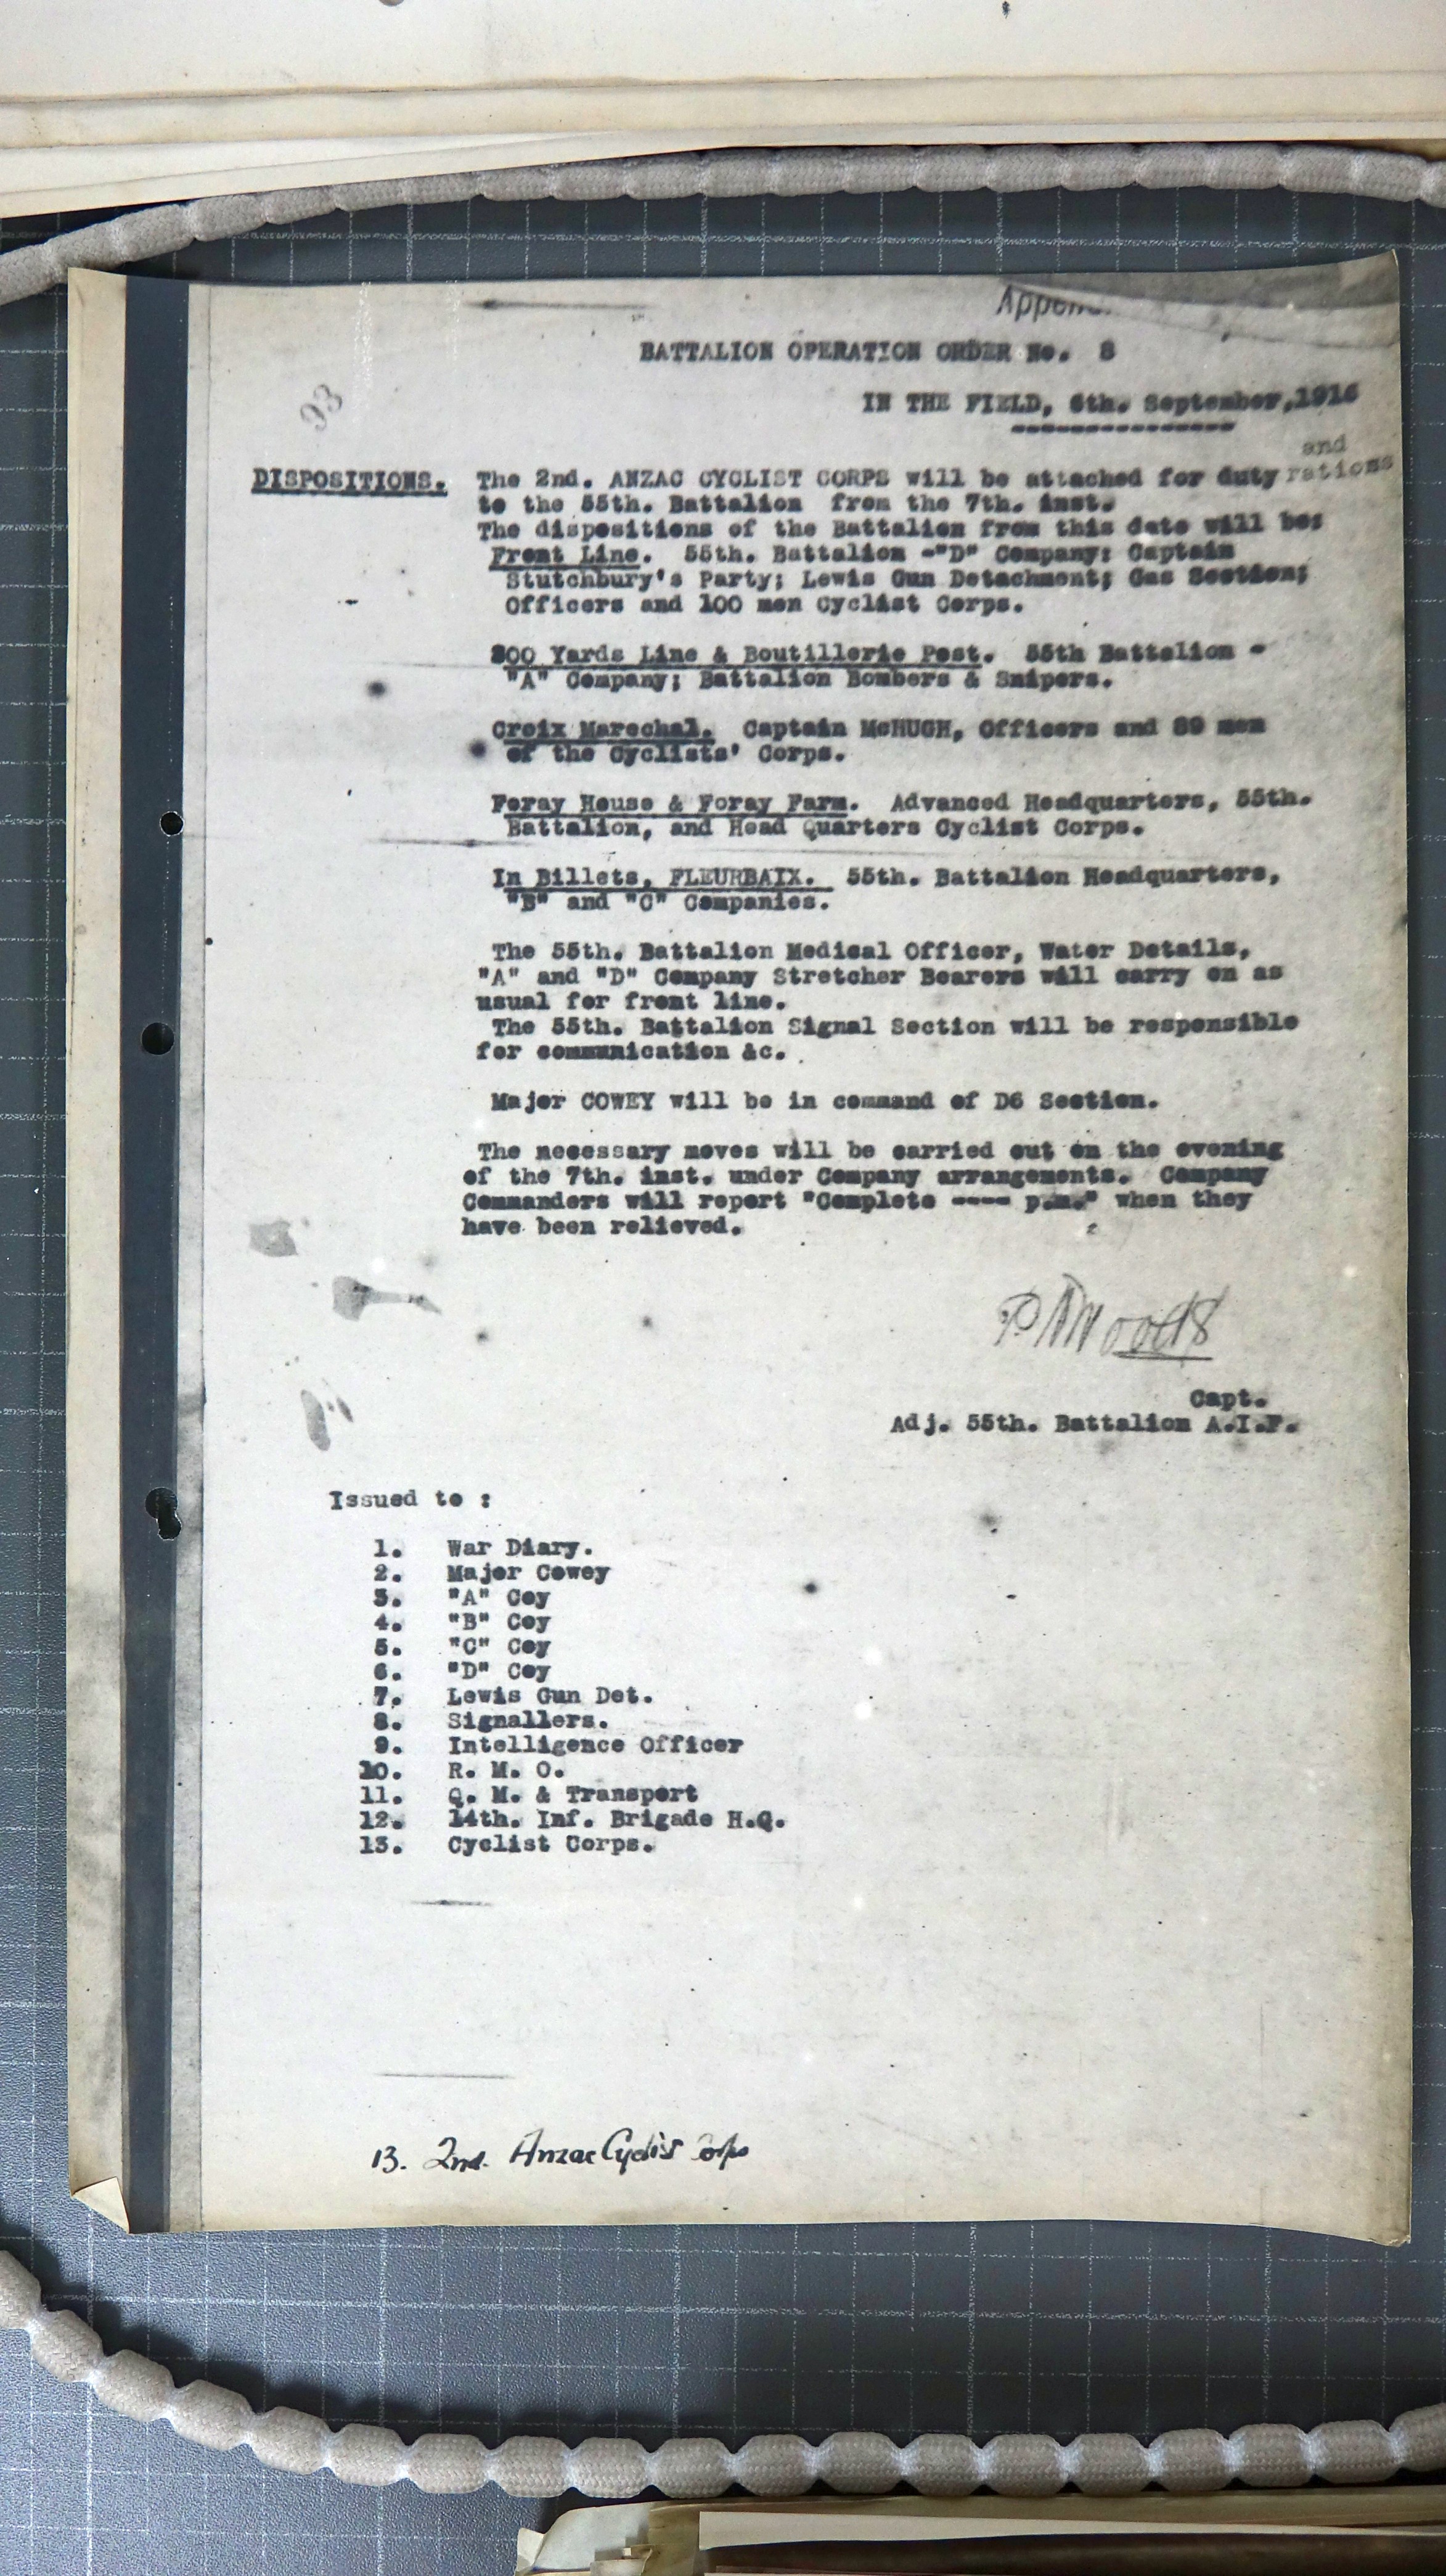 BATTALION OPERATION ORDER No. 8
93
IN THE FIELD, 6th. September, 1916
and
DISPOSITIONS. The 2nd. ANZAC CYCLIST CORPS will be attached for duty rations
to the 55th. Battalion from the 7th. inst.
The dispositions of the Battalion from this date will be:
Front Line. 55th. Battalion -"D" Company: Captain
Stutchbury's Party; Lewis Gun Detachment; Gas Section;
Officers and 100 men Cyclist Corps.
300 Yards Line & Boutillerie Post. 55th Battalion -
"A" Company; Battalion Bombers & Snipers.
Croix Marechal. Captain McHUGH, Officers and 89 men
of the Cyclists' Corps.
Foray House & Foray Farm. Advanced Headquarters, 55th.
Battalion, and Head Quarters Cyclist Corps.
In Billets, FLEURBAIX. 55th. Battalion Headquarters,
"B" and "C" Companies.
The 55th. Battalion Medical Officer, Water Details,
"A" and "D" Company Stretcher Bearers will carry on as
usual for front line.
The 55th. Battalion Signal Section will be responsible
for communication &c.
Major COWEY will be in command of D6 Section.
The necessary moves will be carried out on the evening
of the 7th. inst. under Company arrangements. Company
Commanders will report "Complete ---- p.m." when they
have been relieved.
Woods
Capt.
Adj. 55th. Battalion A.I.F.
Issued to :
1. War Diary.
2. Major Cowey
3. "A" Coy
4. "B" Coy
5. "C" Coy
6. "D" Coy
7. Lewis Gun Det.
8. Signallers.
9. Intelligence Officer
10. R. M. O.
11. Q. M. & Transport
12. 14th. Inf. Brigade H.Q.
13. Cyclist Corps.
13. 2nd. Anzac Cyclist Corps